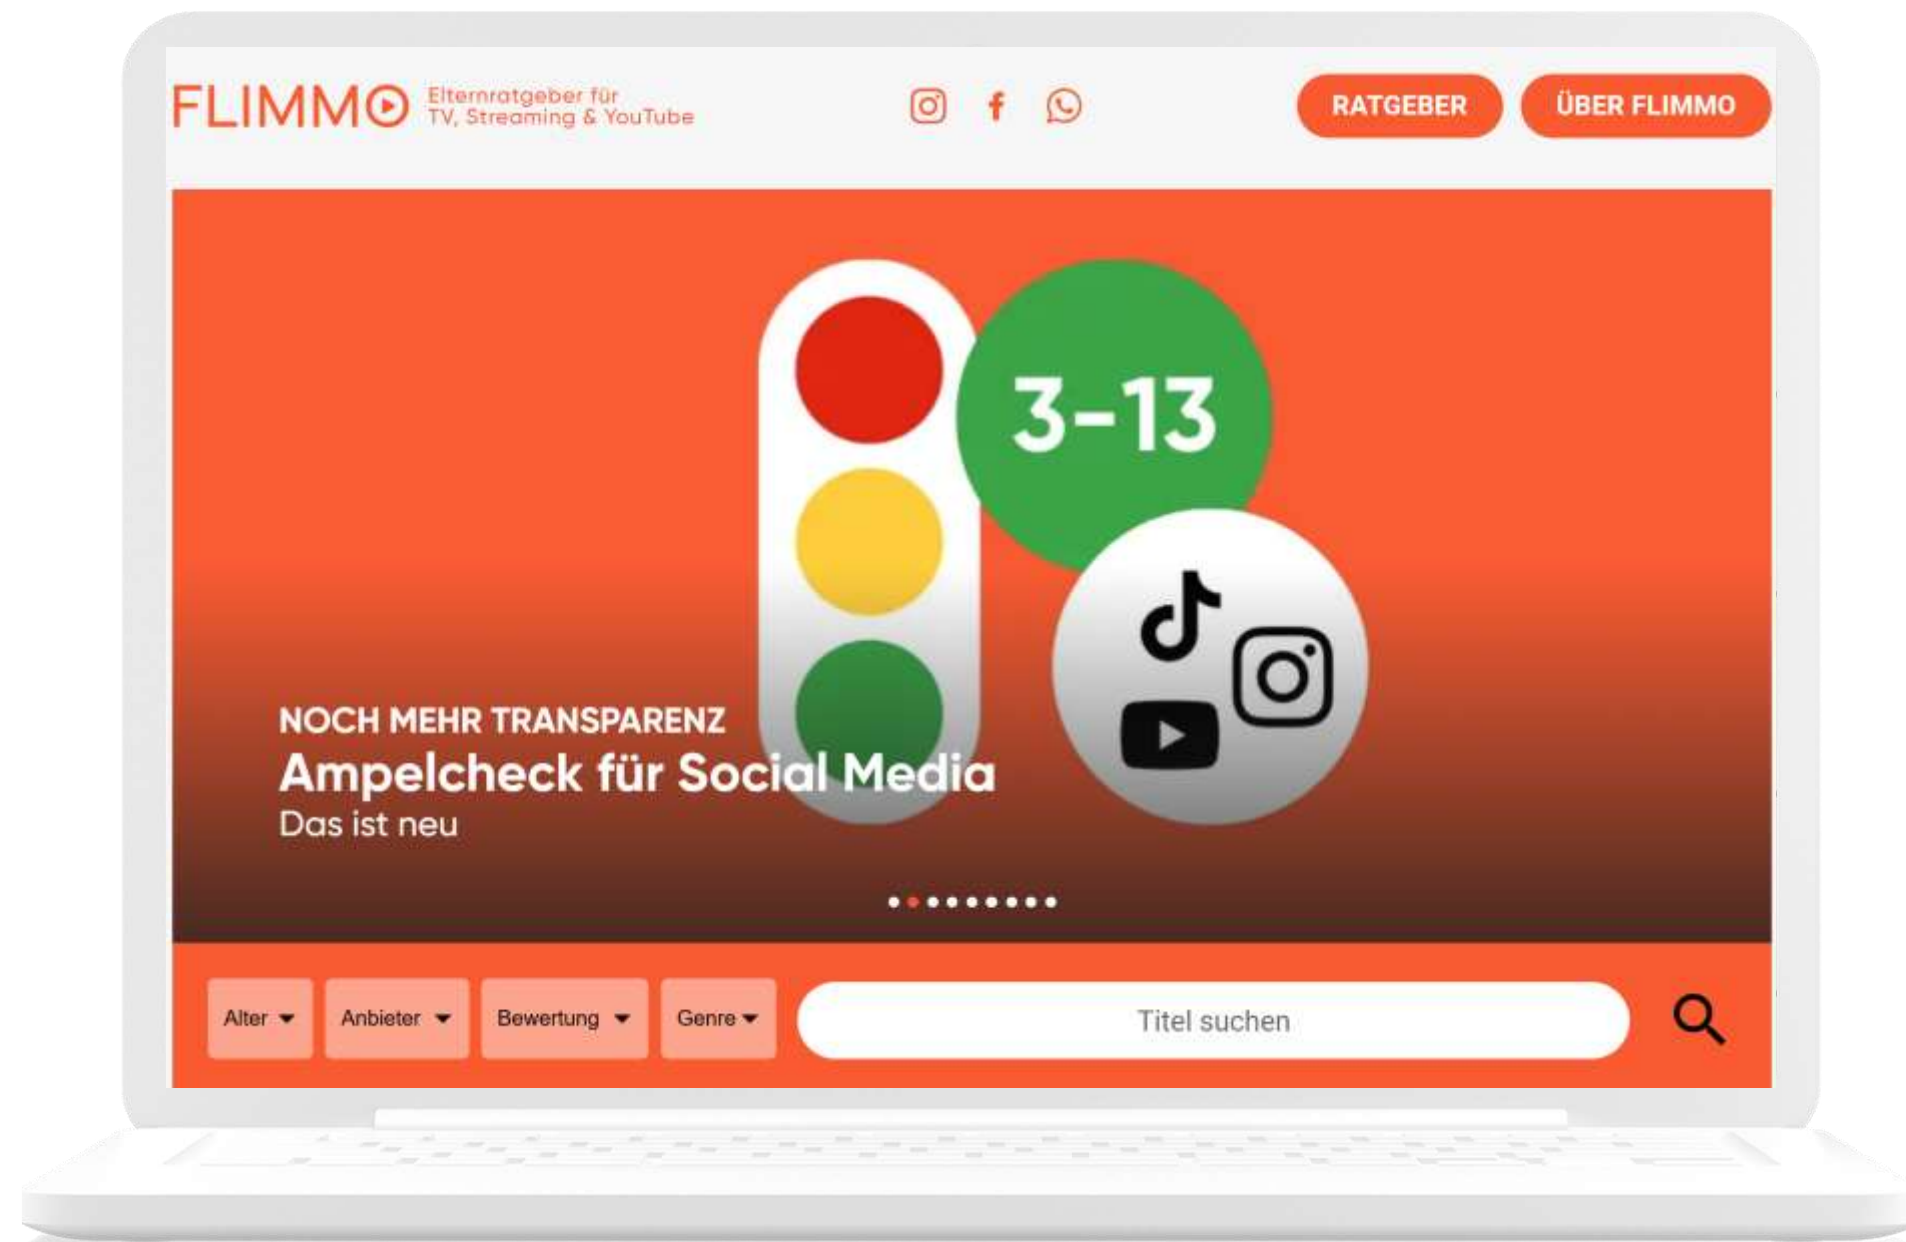 FLIMMO
Elternratgeber für
TV, Streaming & YouTube
RATGEBER
ÜBER FLIMMO
3-13
NOCH MEHR TRANSPARENZ
Ampelcheck für Social Media
Das ist neu
Alter
Anbieter
Bewertung
Genre
Titel suchen